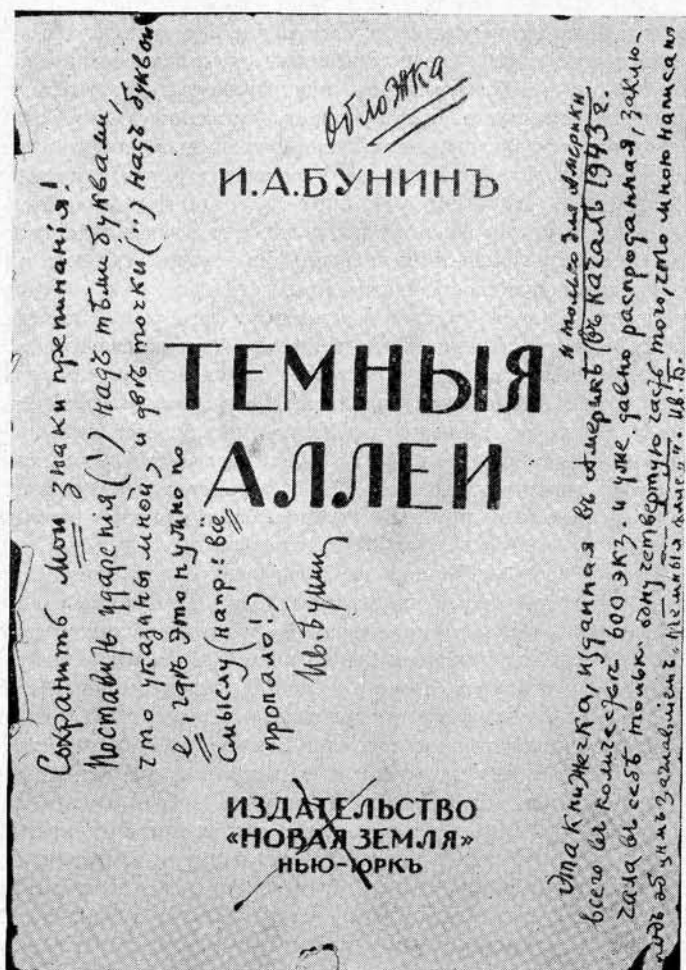 Обложка
И.А.БУНИНЪ
ТЕМНЫЯ
АЛЛЕИ
ИЗДАТЕЛЬСТВО
«НОВАЯ ЗЕМЛЯ»
НЬЮ-ЮРКЪ
Сохранить мои знаки препинанія!
Поставить ударенія (') надъ тѣми буквами,
что указаны мной, и двѣ точки (¨) надъ буквой
е, гдѣ это нужно по
смыслу (напр.: всё
пропало!)
Ив. Бунин
и только для Америки
Эта книжечка, изданная въ Америкѣ (въ началѣ 1943 г.
всего въ количествѣ 600 экз. и уже давно распроданная, заклю-
чала въ себѣ только одну четвертую часть того, что мною написано
подъ общимъ заглавіемъ „Темныя аллеи“. Ив. Б.